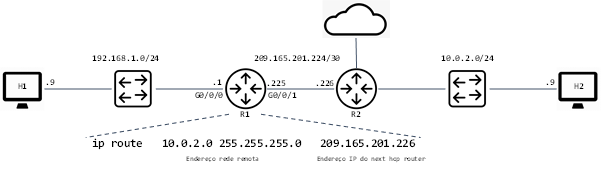 192.168.1.0/24
209.165.201.224/30
10.0.2.0/24
H1
.9
.1
.225
.226
.9
H2
G0/0/0
G0/0/1
R1
R2
ip route 10.0.2.0 255.255.255.0 209.165.201.226
Endereço rede remota
Endereço IP do next hop router